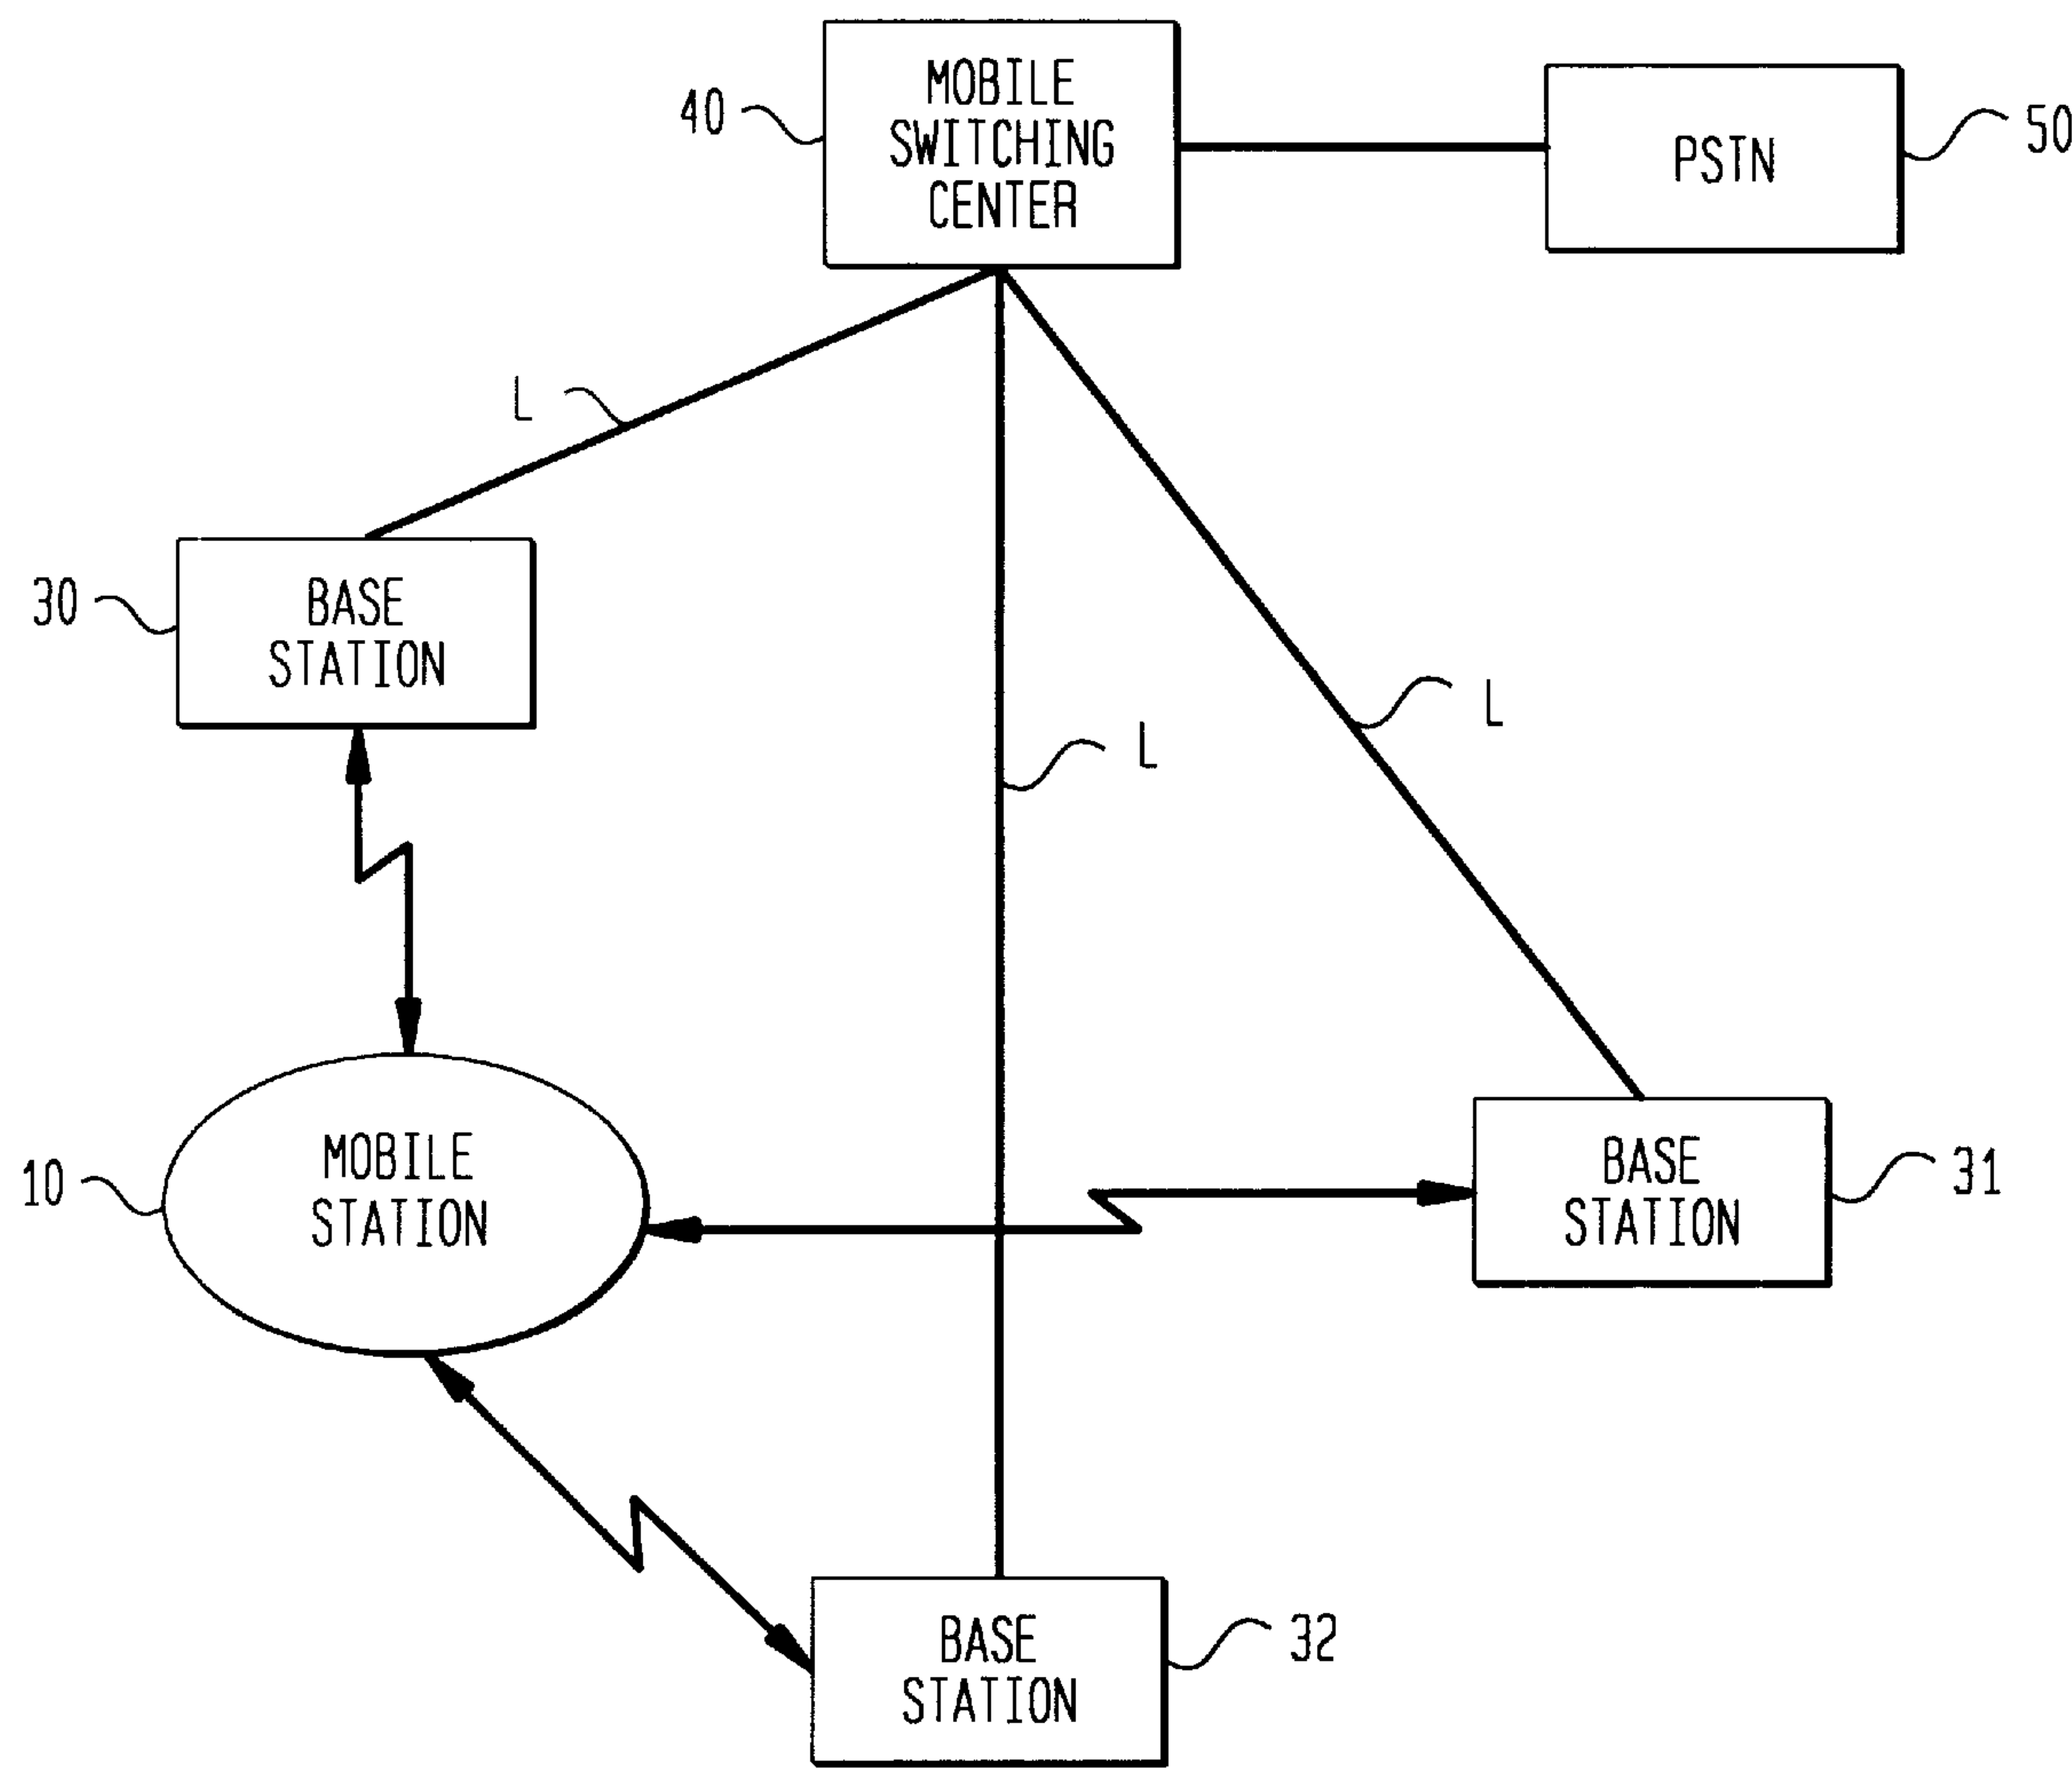 40
MOBILE
SWITCHING
CENTER
PSTN
50
L
30
BASE
STATION
L
L
10
MOBILE
STATION
BASE
STATION
31
BASE
STATION
32